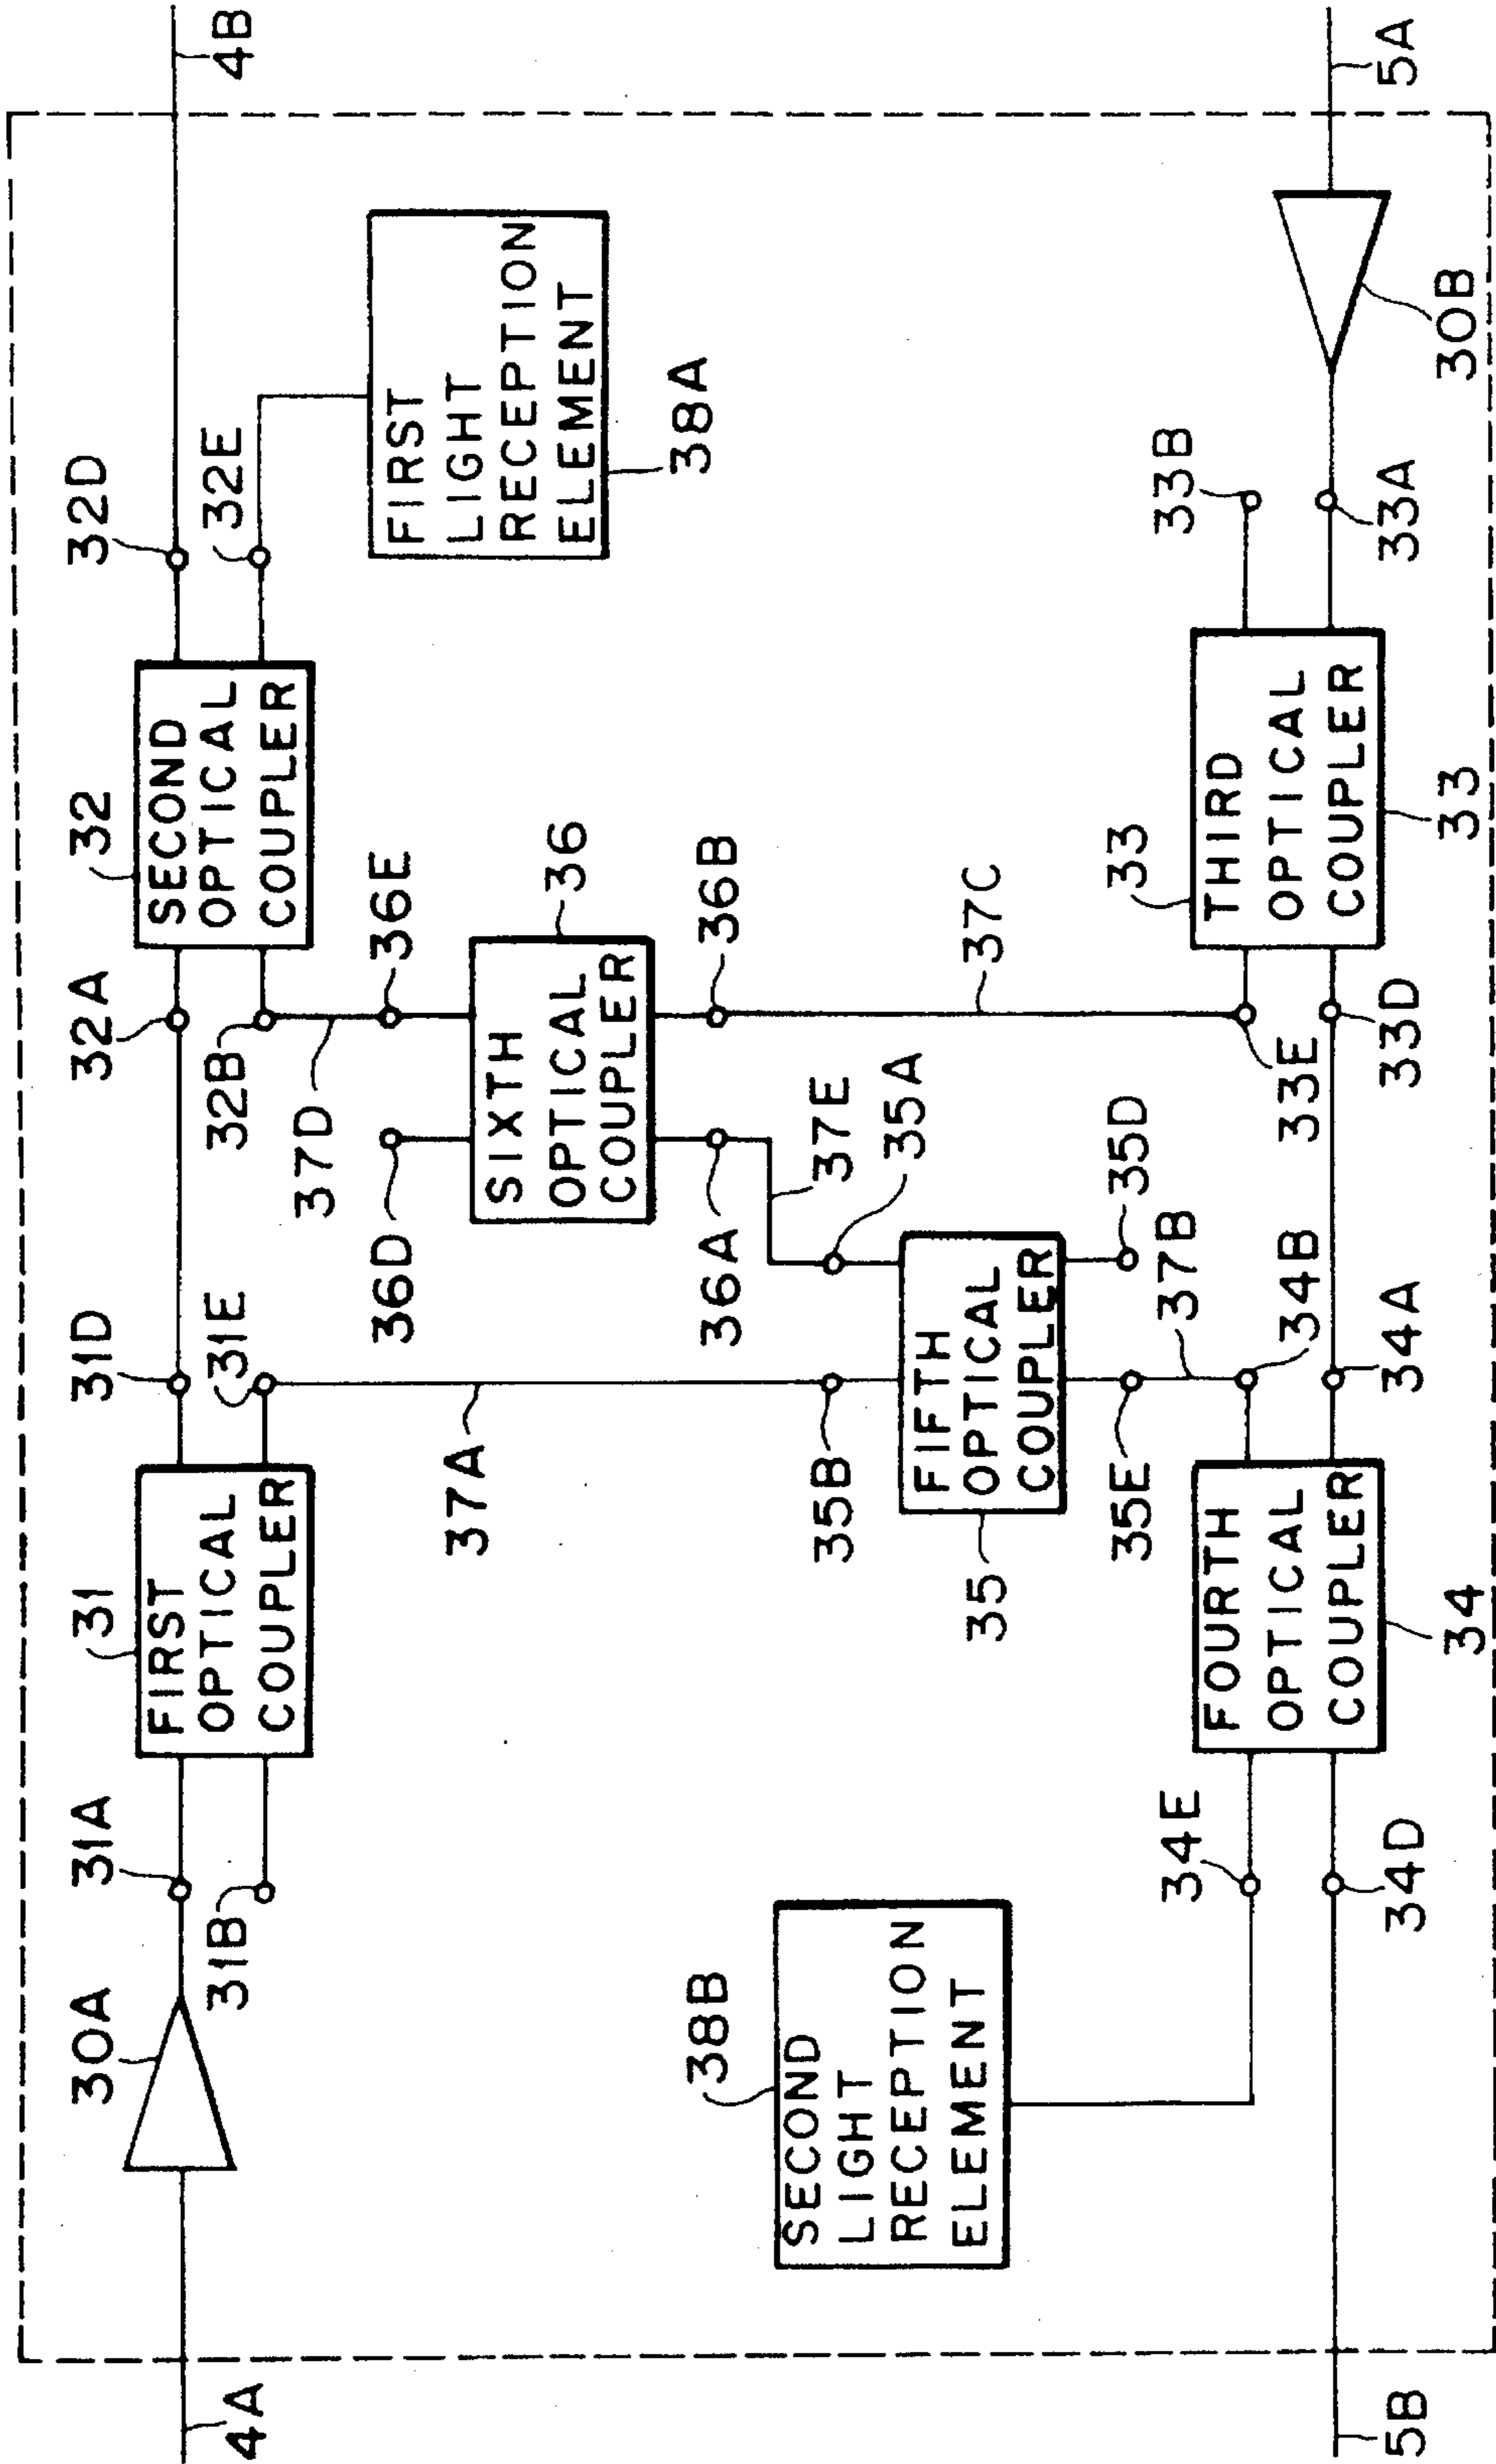 4A
30A
31A
31B
31
FIRST
OPTICAL
COUPLER
31D
31E
32A
32B
32
SECOND
OPTICAL
COUPLER
32D
32E
4B
37A
37D
36D
36E
SIXTH
OPTICAL
COUPLER
36
36A
36B
FIRST
LIGHT
RECEPTION
ELEMENT
38A
37E
37C
35B
35A
FIFTH
OPTICAL
COUPLER
35
35E
35D
37B
38B
SECOND
LIGHT
RECEPTION
ELEMENT
34E
34D
FOURTH
OPTICAL
COUPLER
34
34B
34A
33E
33D
33
THIRD
OPTICAL
COUPLER
33
33B
33A
30B
5B
5A